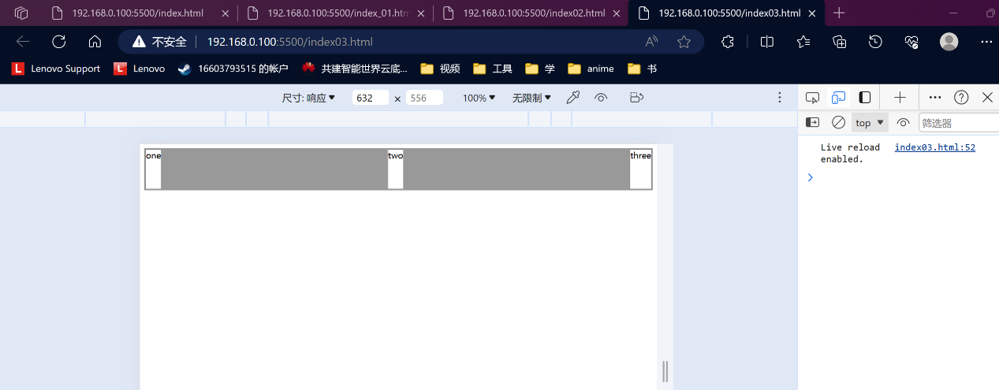 192.168.0.100:5500/index.html
192.168.0.100:5500/index_01.htm
192.168.0.100:5500/index02.html
192.168.0.100:5500/index03.html
不安全 192.168.0.100:5500/index03.html
Lenovo Support Lenovo 16603793515 的帐户 共建智能世界云底... 视频 工具 学 anime 书
尺寸: 响应 632 × 556 100% 无限制
top 筛选器
Live reload enabled. index03.html:52
one two three